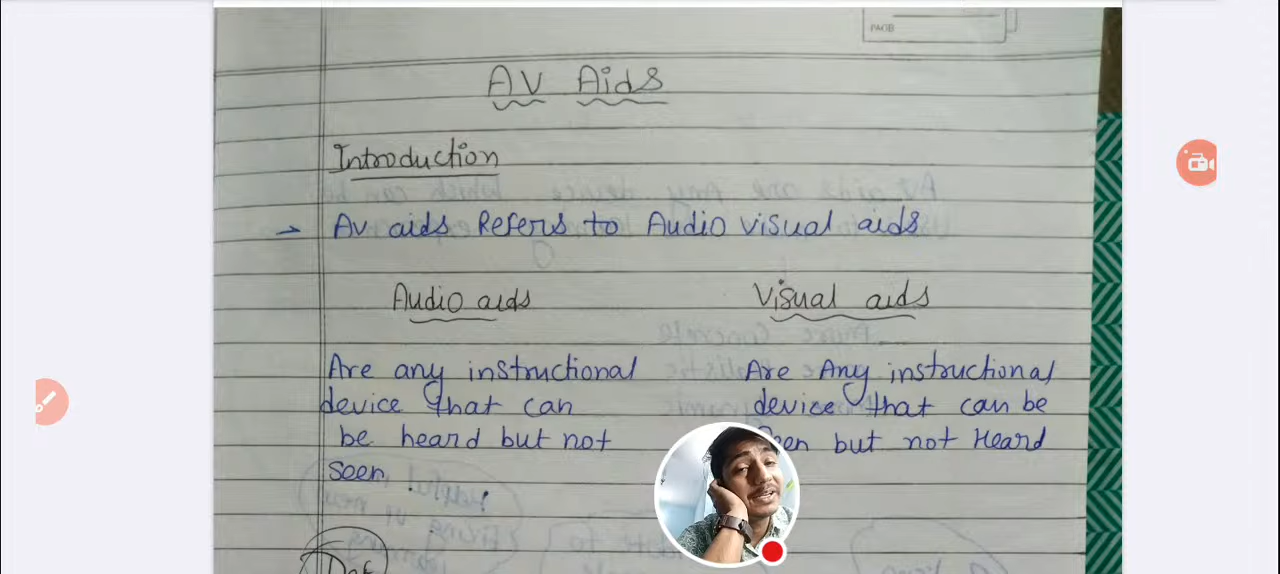 PAGE
AV Aids
Introduction
→ AV aids Refers to Audio visual aids
Audio aids
Are any instructional
device that can
be heard but not
seen.
Visual aids
Are Any instructional
device that can be
but not Heard
Def